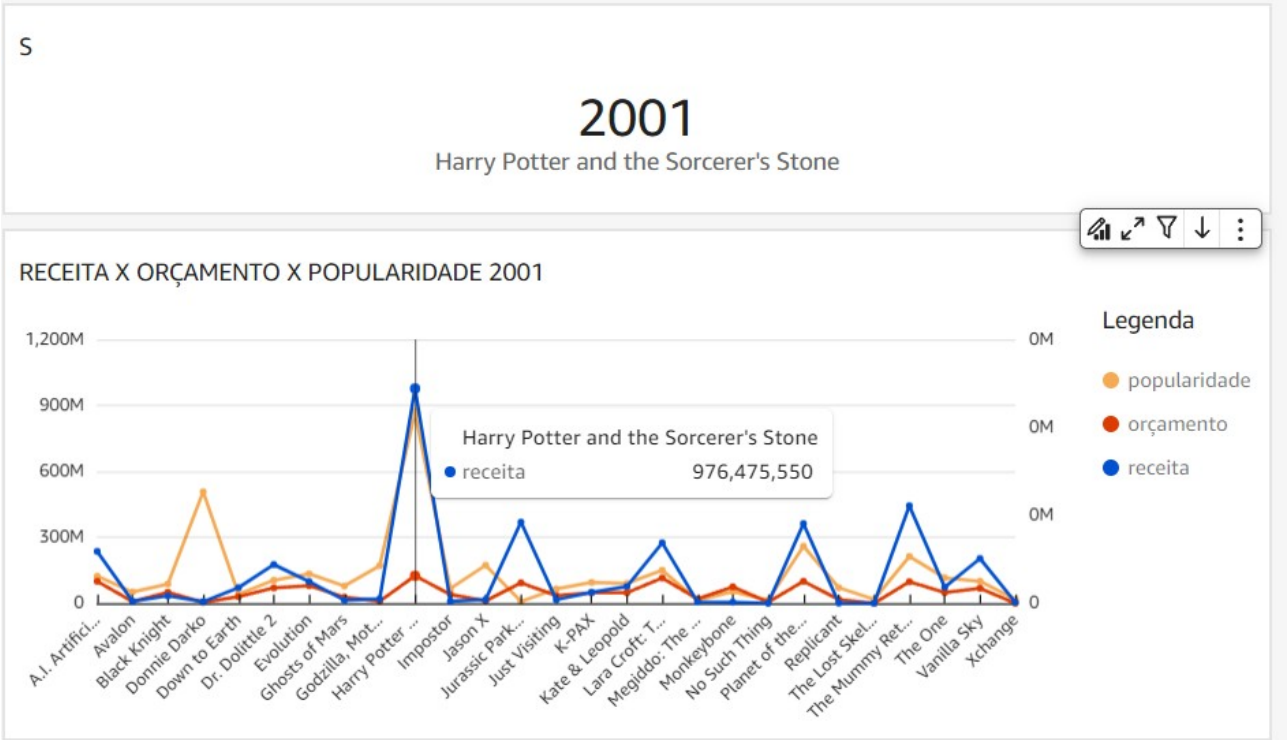 S
2001
Harry Potter and the Sorcerer's Stone
RECEITA X ORÇAMENTO X POPULARIDADE 2001
Legenda
popularidade
orçamento
receita
1,200M
900M
600M
300M
0
0M
0M
0M
0
Harry Potter and the Sorcerer's Stone
receita 976,475,550
A.I. Artifici...
Avalon
Black Knight
Donnie Darko
Down to Earth
Dr. Dolittle 2
Evolution
Ghosts of Mars
Godzilla, Mot...
Harry Potter ...
Impostor
Jason X
Jurassic Park...
Just Visiting
K-PAX
Kate & Leopold
Lara Croft: T...
Megiddo: The ...
Monkeybone
No Such Thing
Planet of the...
Replicant
The Lost Skel...
The Mummy Ret...
The One
Vanilla Sky
Xchange